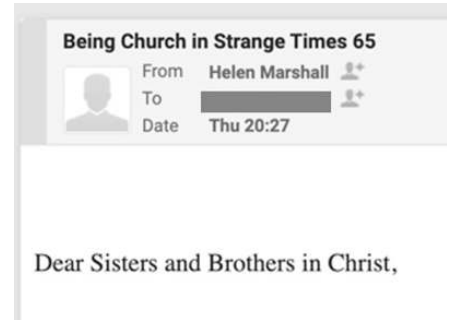 Being Church in Strange Times 65
From Helen Marshall
To
Date Thu 20:27
Dear Sisters and Brothers in Christ,